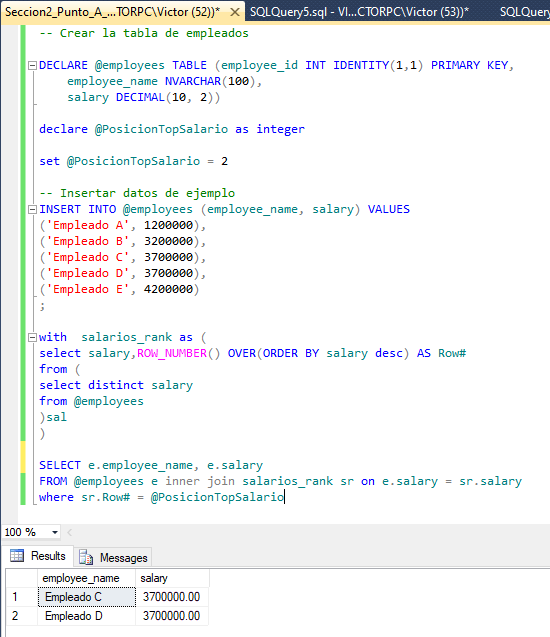 Seccion2_Punto_A_...TORPC\Victor (52))* SQLQuery5.sql - VI...CTORPC\Victor (53))* SQLQuery
-- Crear la tabla de empleados
DECLARE @employees TABLE (employee_id INT IDENTITY(1,1) PRIMARY KEY,
employee_name NVARCHAR(100),
salary DECIMAL(10, 2))
declare @PosicionTopSalario as integer
set @PosicionTopSalario = 2
-- Insertar datos de ejemplo
INSERT INTO @employees (employee_name, salary) VALUES
('Empleado A', 1200000),
('Empleado B', 3200000),
('Empleado C', 3700000),
('Empleado D', 3700000),
('Empleado E', 4200000)
;
with  salarios_rank as (
select salary,ROW_NUMBER() OVER(ORDER BY salary desc) AS Row#
from (
select distinct salary
from @employees
)sal
)
SELECT e.employee_name, e.salary
FROM @employees e inner join salarios_rank sr on e.salary = sr.salary
where sr.Row# = @PosicionTopSalario
100 %
Results Messages
employee_name salary
1 Empleado C 3700000.00
2 Empleado D 3700000.00